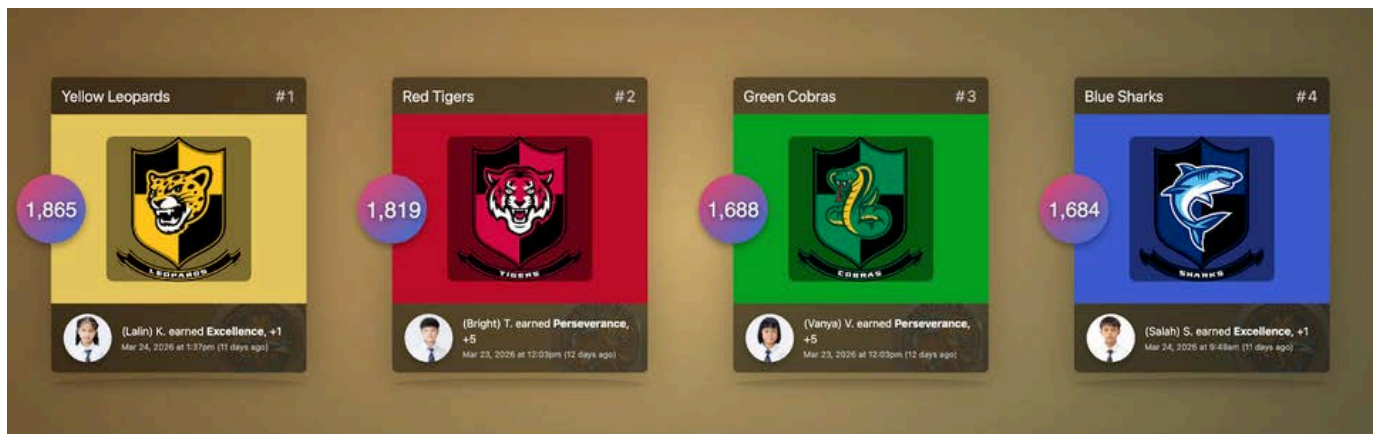 Yellow Leopards #1
1,865
LEOPARDS
(Lalin) K. earned Excellence, +1
Mar 24, 2026 at 1:37pm (11 days ago)
Red Tigers #2
1,819
TIGERS
(Bright) T. earned Perseverance,
+5
Mar 23, 2026 at 12:03pm (12 days ago)
Green Cobras #3
1,688
COBRAS
(Vanya) V. earned Perseverance,
+5
Mar 23, 2026 at 12:03pm (12 days ago)
Blue Sharks #4
1,684
SHARKS
(Salah) S. earned Excellence, +1
Mar 24, 2026 at 9:49am (11 days ago)